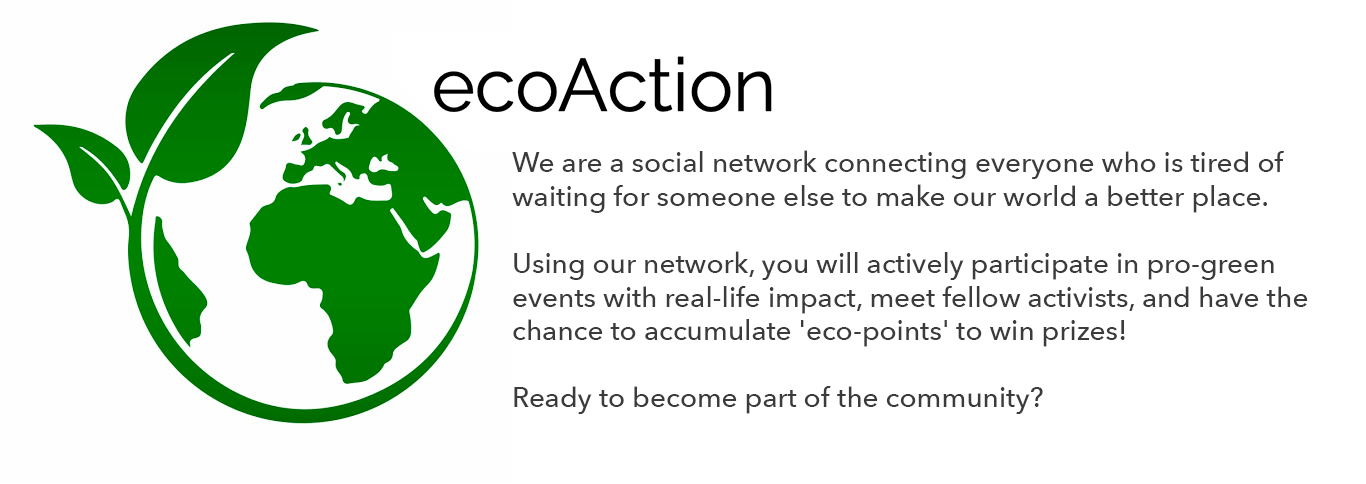 ecoAction
We are a social network connecting everyone who is tired of
waiting for someone else to make our world a better place.
Using our network, you will actively participate in pro-green
events with real-life impact, meet fellow activists, and have the
chance to accumulate 'eco-points' to win prizes!
Ready to become part of the community?